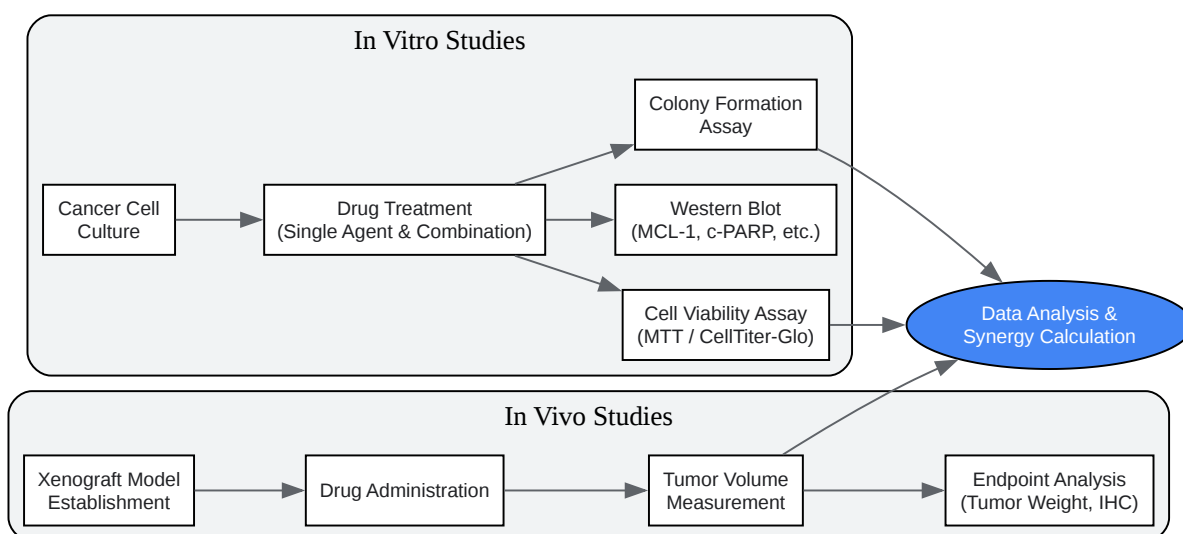 In Vitro Studies
Colony Formation
Assay
Cancer Cell
Culture
Drug Treatment
(Single Agent & Combination)
Western Blot
(MCL-1, c-PARP, etc.)
Cell Viability Assay
(MTT / CellTiter-Glo)
Data Analysis &
Synergy Calculation
In Vivo Studies
Xenograft Model
Establishment
Drug Administration
Tumor Volume
Measurement
Endpoint Analysis
(Tumor Weight, IHC)